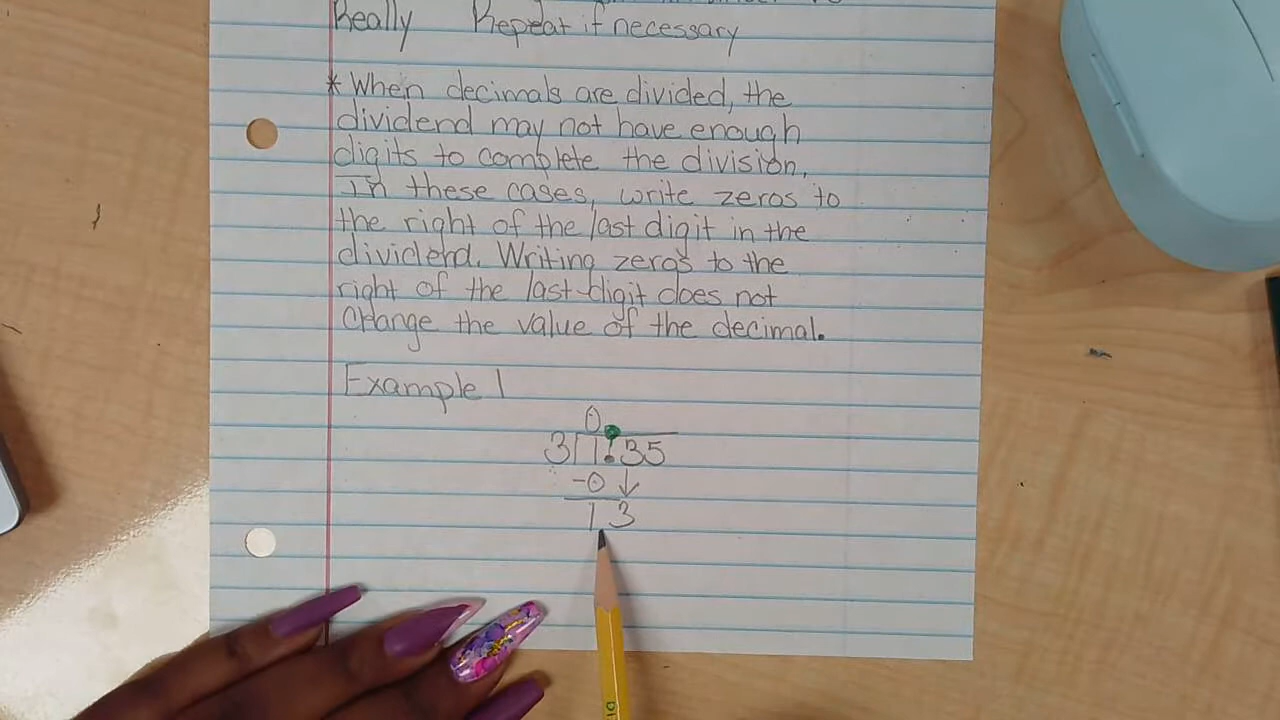 Really Repeat if necessary
* When decimals are divided, the
dividend may not have enough
digits to complete the division.
In these cases, write zeros to
the right of the last digit in the
dividend. Writing zeros to the
right of the last digit does not
change the value of the decimal.
Example 1
0.
3 1.35
-0 ↓
1 3